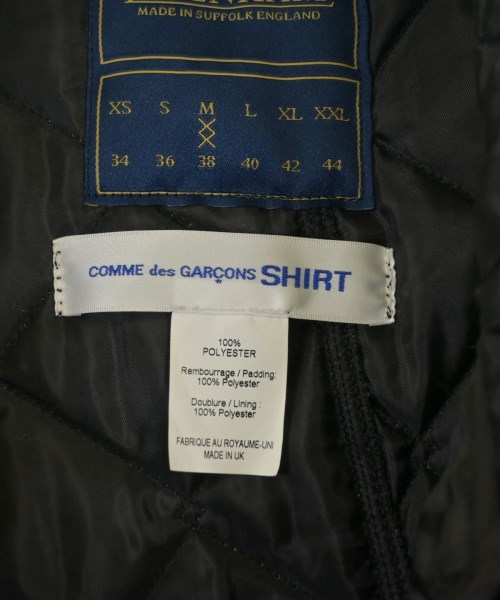 MADE IN SUFFOLK ENGLAND
XS S M L XL XXL
XX
34 36 38 40 42 44
COMME des GARÇONS SHIRT
100%
POLYESTER
Rembourrage / Padding:
100% Polyester
Doublure / Lining :
100% Polyester
FABRIQUE AU ROYAUME-UNI
MADE IN UK